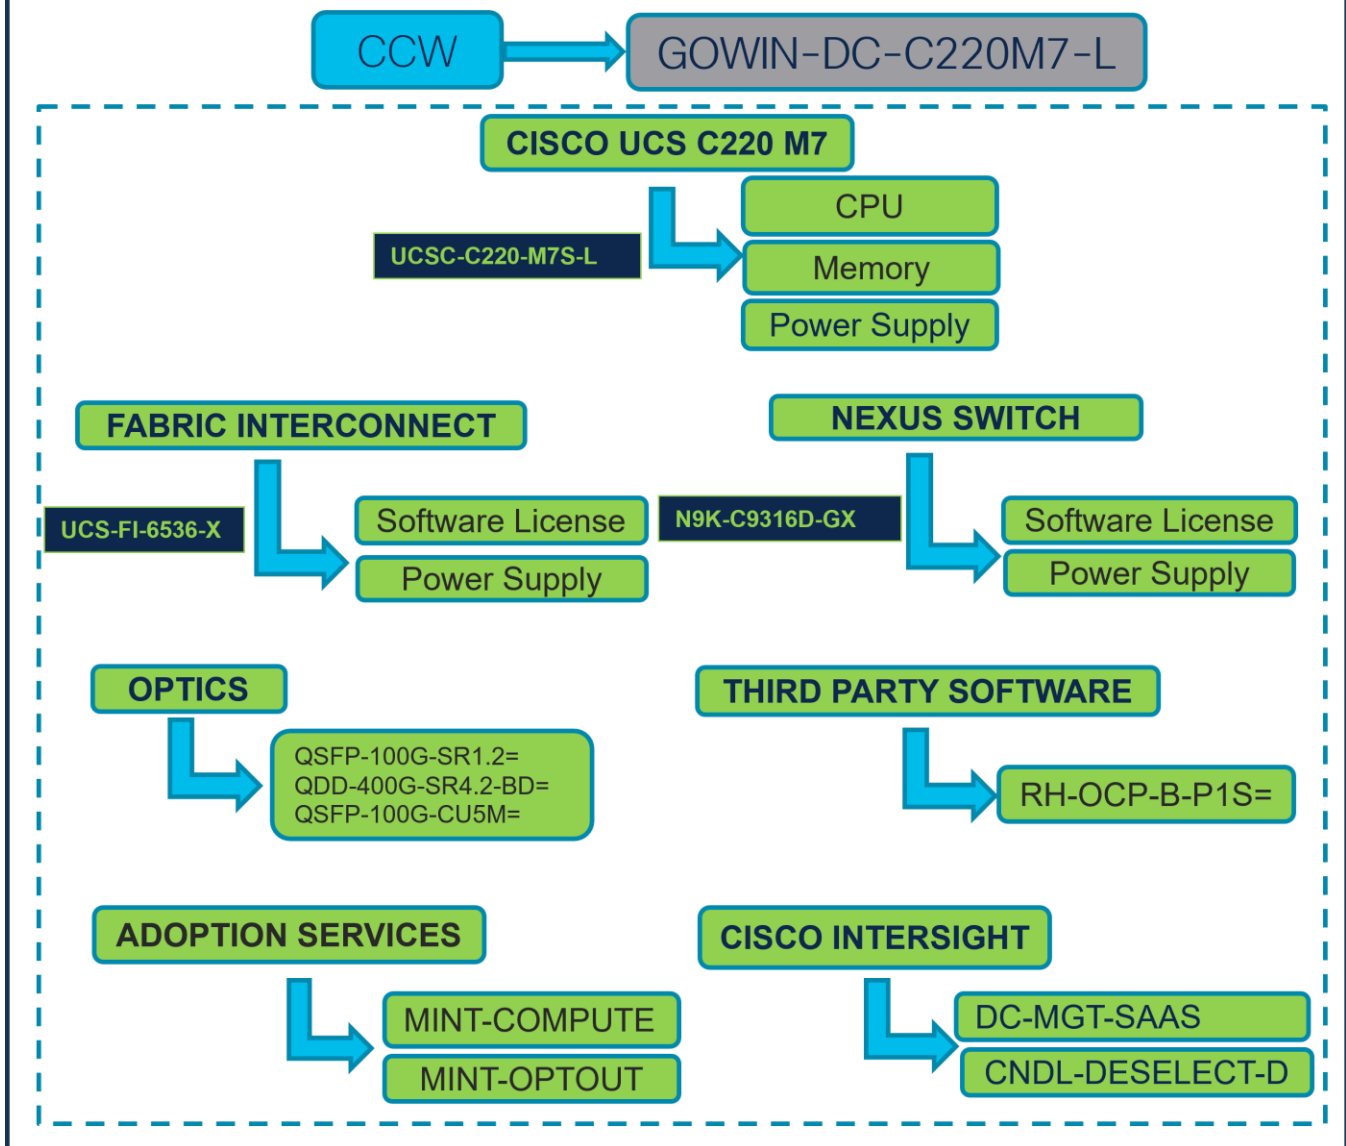 CCW
GOWIN-DC-C220M7-L
CISCO UCS C220 M7
UCSC-C220-M7S-L
CPU
Memory
Power Supply
FABRIC INTERCONNECT
UCS-FI-6536-X
Software License
Power Supply
NEXUS SWITCH
N9K-C9316D-GX
Software License
Power Supply
OPTICS
QSFP-100G-SR1.2=
QDD-400G-SR4.2-BD=
QSFP-100G-CU5M=
THIRD PARTY SOFTWARE
RH-OCP-B-P1S=
ADOPTION SERVICES
MINT-COMPUTE
MINT-OPTOUT
CISCO INTERSIGHT
DC-MGT-SAAS
CNDL-DESELECT-D